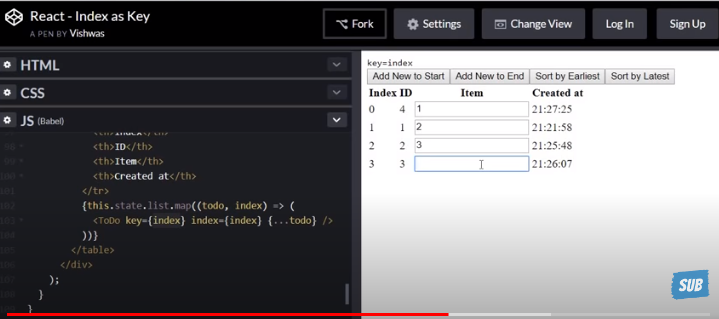 React - Index as Key
A PEN BY Vishwas
Fork
Settings
Change View
Log In
Sign Up
HTML
CSS
JS (Babel)
<th>Index</th>
<th>ID</th>
<th>Item</th>
<th>Created at</th>
</tr>
{this.state.list.map((todo, index) => (
<ToDo key={index} index={index} {...todo} />
))}
</table>
</div>
);
}
}
key=index
Add New to Start Add New to End Sort by Earliest Sort by Latest
Index ID Item Created at
0 4 1 21:27:25
1 1 2 21:21:58
2 2 3 21:25:48
3 3 21:26:07
SUB